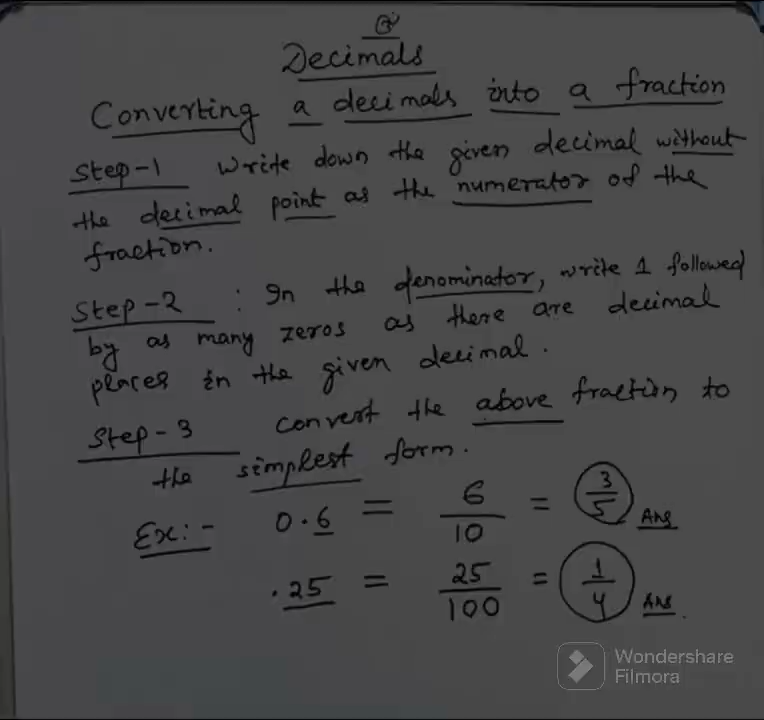 Decimals
Converting a decimals into a fraction
Step-1 Write down the given decimal without
the decimal point as the numerator of the
fraction.
Step-2 : In the denominator, write 1 followed
by as many zeros as there are decimal
places in the given decimal.
Step-3 Convert the above fraction to
the simplest form.
Ex:- 0.6 = 6/10 = 3/5 Ans
.25 = 25/100 = 1/4 Ans.
Wondershare
Filmora